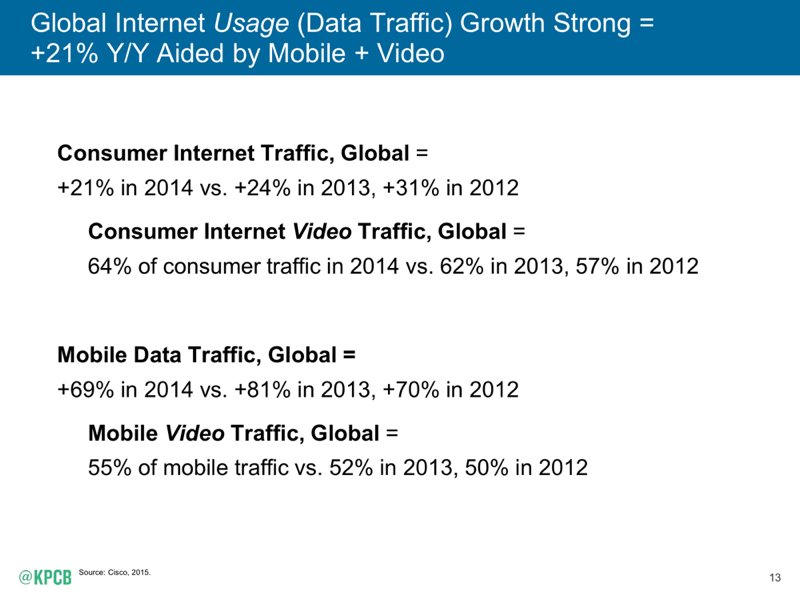 Global Internet Usage (Data Traffic) Growth Strong =
+21% Y/Y Aided by Mobile + Video
Consumer Internet Traffic, Global =
+21% in 2014 vs. +24% in 2013, +31% in 2012
Consumer Internet Video Traffic, Global =
64% of consumer traffic in 2014 vs. 62% in 2013, 57% in 2012
Mobile Data Traffic, Global =
+69% in 2014 vs. +81% in 2013, +70% in 2012
Mobile Video Traffic, Global =
55% of mobile traffic vs. 52% in 2013, 50% in 2012
@KPCB
Source: Cisco, 2015.
13